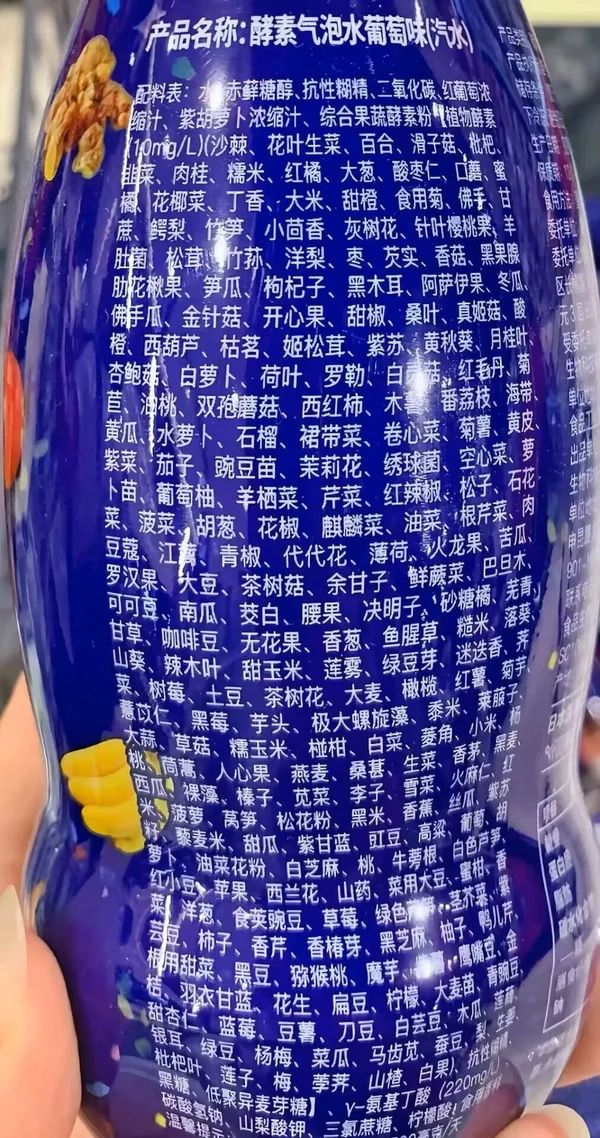 产品名称:酵素气泡水葡萄味(汽水)
配料表：水、赤藓糖醇、抗性糊精、二氧化碳、红葡萄浓
缩汁、紫胡萝卜浓缩汁、综合果蔬酵素粉【植物酵素
(10mg/L)(沙棘、花叶生菜、百合、滑子菇、枇杷、
韭菜、肉桂、糯米、红橘、大葱、酸枣仁、口蘑、蜜
橘、花椰菜、丁香、大米、甜橙、食用菊、佛手、甘
蔗、鳄梨、竹笋、小茴香、灰树花、针叶樱桃果、羊
肚菌、松茸、竹荪、洋梨、枣、芡实、香菇、黑果腺
肋花楸果、笋瓜、枸杞子、黑木耳、阿萨伊果、冬瓜、
佛手瓜、金针菇、开心果、甜椒、桑叶、真姬菇、酸
橙、西葫芦、枯茗、姬松茸、紫苏、黄秋葵、月桂叶、
杏鲍菇、白萝卜、荷叶、罗勒、白灵菇、红毛丹、菊
苣、油桃、双孢蘑菇、西红柿、木薯、番荔枝、海带、
黄瓜、水萝卜、石榴、裙带菜、卷心菜、菊薯、黄皮、
紫菜、茄子、豌豆苗、茉莉花、绣球菌、空心菜、萝
卜苗、葡萄柚、羊栖菜、芹菜、红辣椒、松子、石花
菜、菠菜、胡葱、花椒、麒麟菜、油菜、根芹菜、肉
豆蔻、江蓠、青椒、代代花、薄荷、火龙果、苦瓜、
罗汉果、大豆、茶树菇、余甘子、鲜蕨菜、巴旦木、
可可豆、南瓜、茭白、腰果、决明子、砂糖橘、芜青
甘草、咖啡豆、无花果、香葱、鱼腥草、糙米、落葵、
山葵、辣木叶、甜玉米、莲雾、绿豆芽、迷迭香、荠
菜、树莓、土豆、茶树花、大麦、橄榄、红薯、菊芋、
薏苡仁、黑莓、芋头、极大螺旋藻、黍米、莱菔子、
大蒜、草菇、糯玉米、椪柑、白菜、菱角、小米、杨
桃、茼蒿、人心果、燕麦、桑葚、生菜、香茅、黑麦、
西瓜、裸藻、榛子、苋菜、李子、雪菜、火麻仁、红
米、菠萝、莴笋、松花粉、黑米、香蕉、丝瓜、紫苏
籽、藜麦米、甜瓜、紫甘蓝、豇豆、高粱、葡萄、胡
萝卜、油菜花粉、白芝麻、桃、牛蒡根、白色芦笋、
红小豆、苹果、西兰花、山药、菜用大豆、蜜柑、香
菜、洋葱、食荚豌豆、草莓、绿色芦笋、茎芥菜、紫
芸豆、柿子、香芹、香椿芽、黑芝麻、柚子、鸭儿芹、
根用甜菜、黑豆、猕猴桃、魔芋、鹰嘴豆、金
桔、羽衣甘蓝、花生、扁豆、柠檬、大麦苗、青蚕豆、
甜杏仁、蓝莓、豆薯、刀豆、白芸豆、木瓜、莲藕、
银耳、绿豆、杨梅、菜瓜、马齿苋、蚕豆、梨、生姜、
枇杷叶、莲子、梅、荸荠、山楂、白果)、抗性糊精、
黑糖、低聚异麦芽糖】、γ-氨基丁酸(220mg/L)、
碳酸氢钠、山梨酸钾、三氯蔗糖、柠檬酸、食用香料
温馨提示
毫克/天